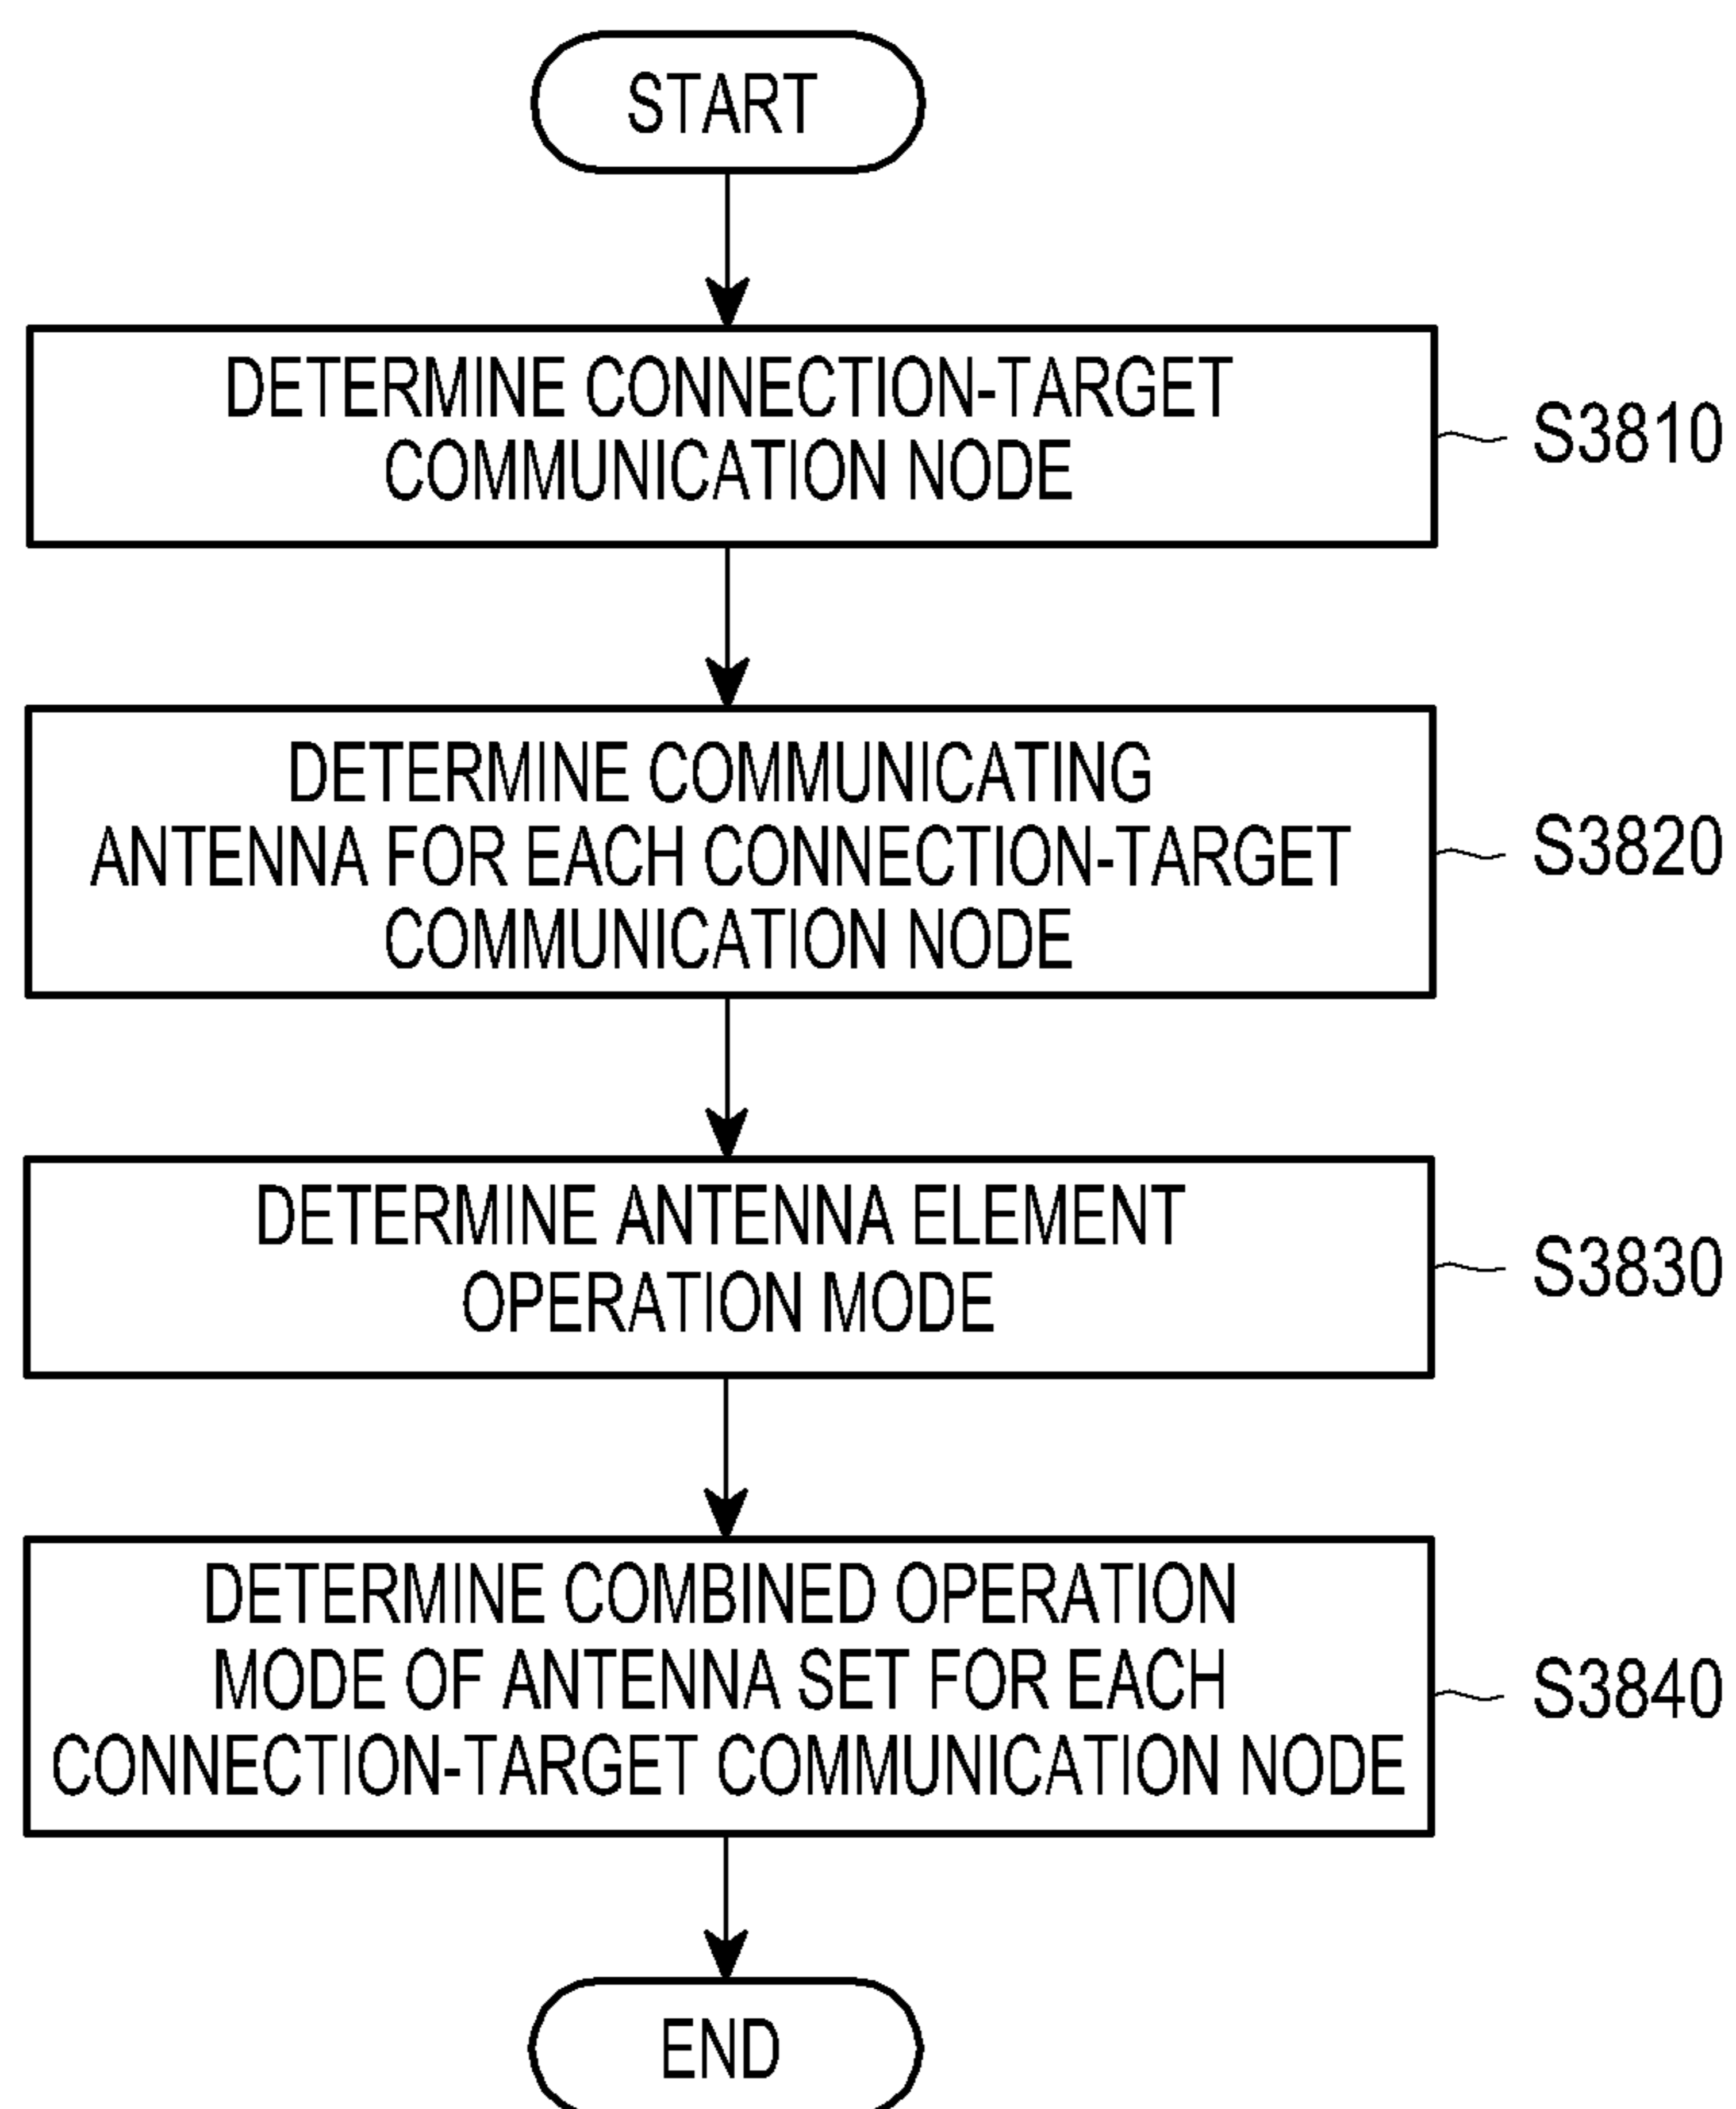 START
DETERMINE CONNECTION-TARGET
COMMUNICATION NODE
S3810
DETERMINE COMMUNICATING
ANTENNA FOR EACH CONNECTION-TARGET
COMMUNICATION NODE
S3820
DETERMINE ANTENNA ELEMENT
OPERATION MODE
S3830
DETERMINE COMBINED OPERATION
MODE OF ANTENNA SET FOR EACH
CONNECTION-TARGET COMMUNICATION NODE
S3840
END